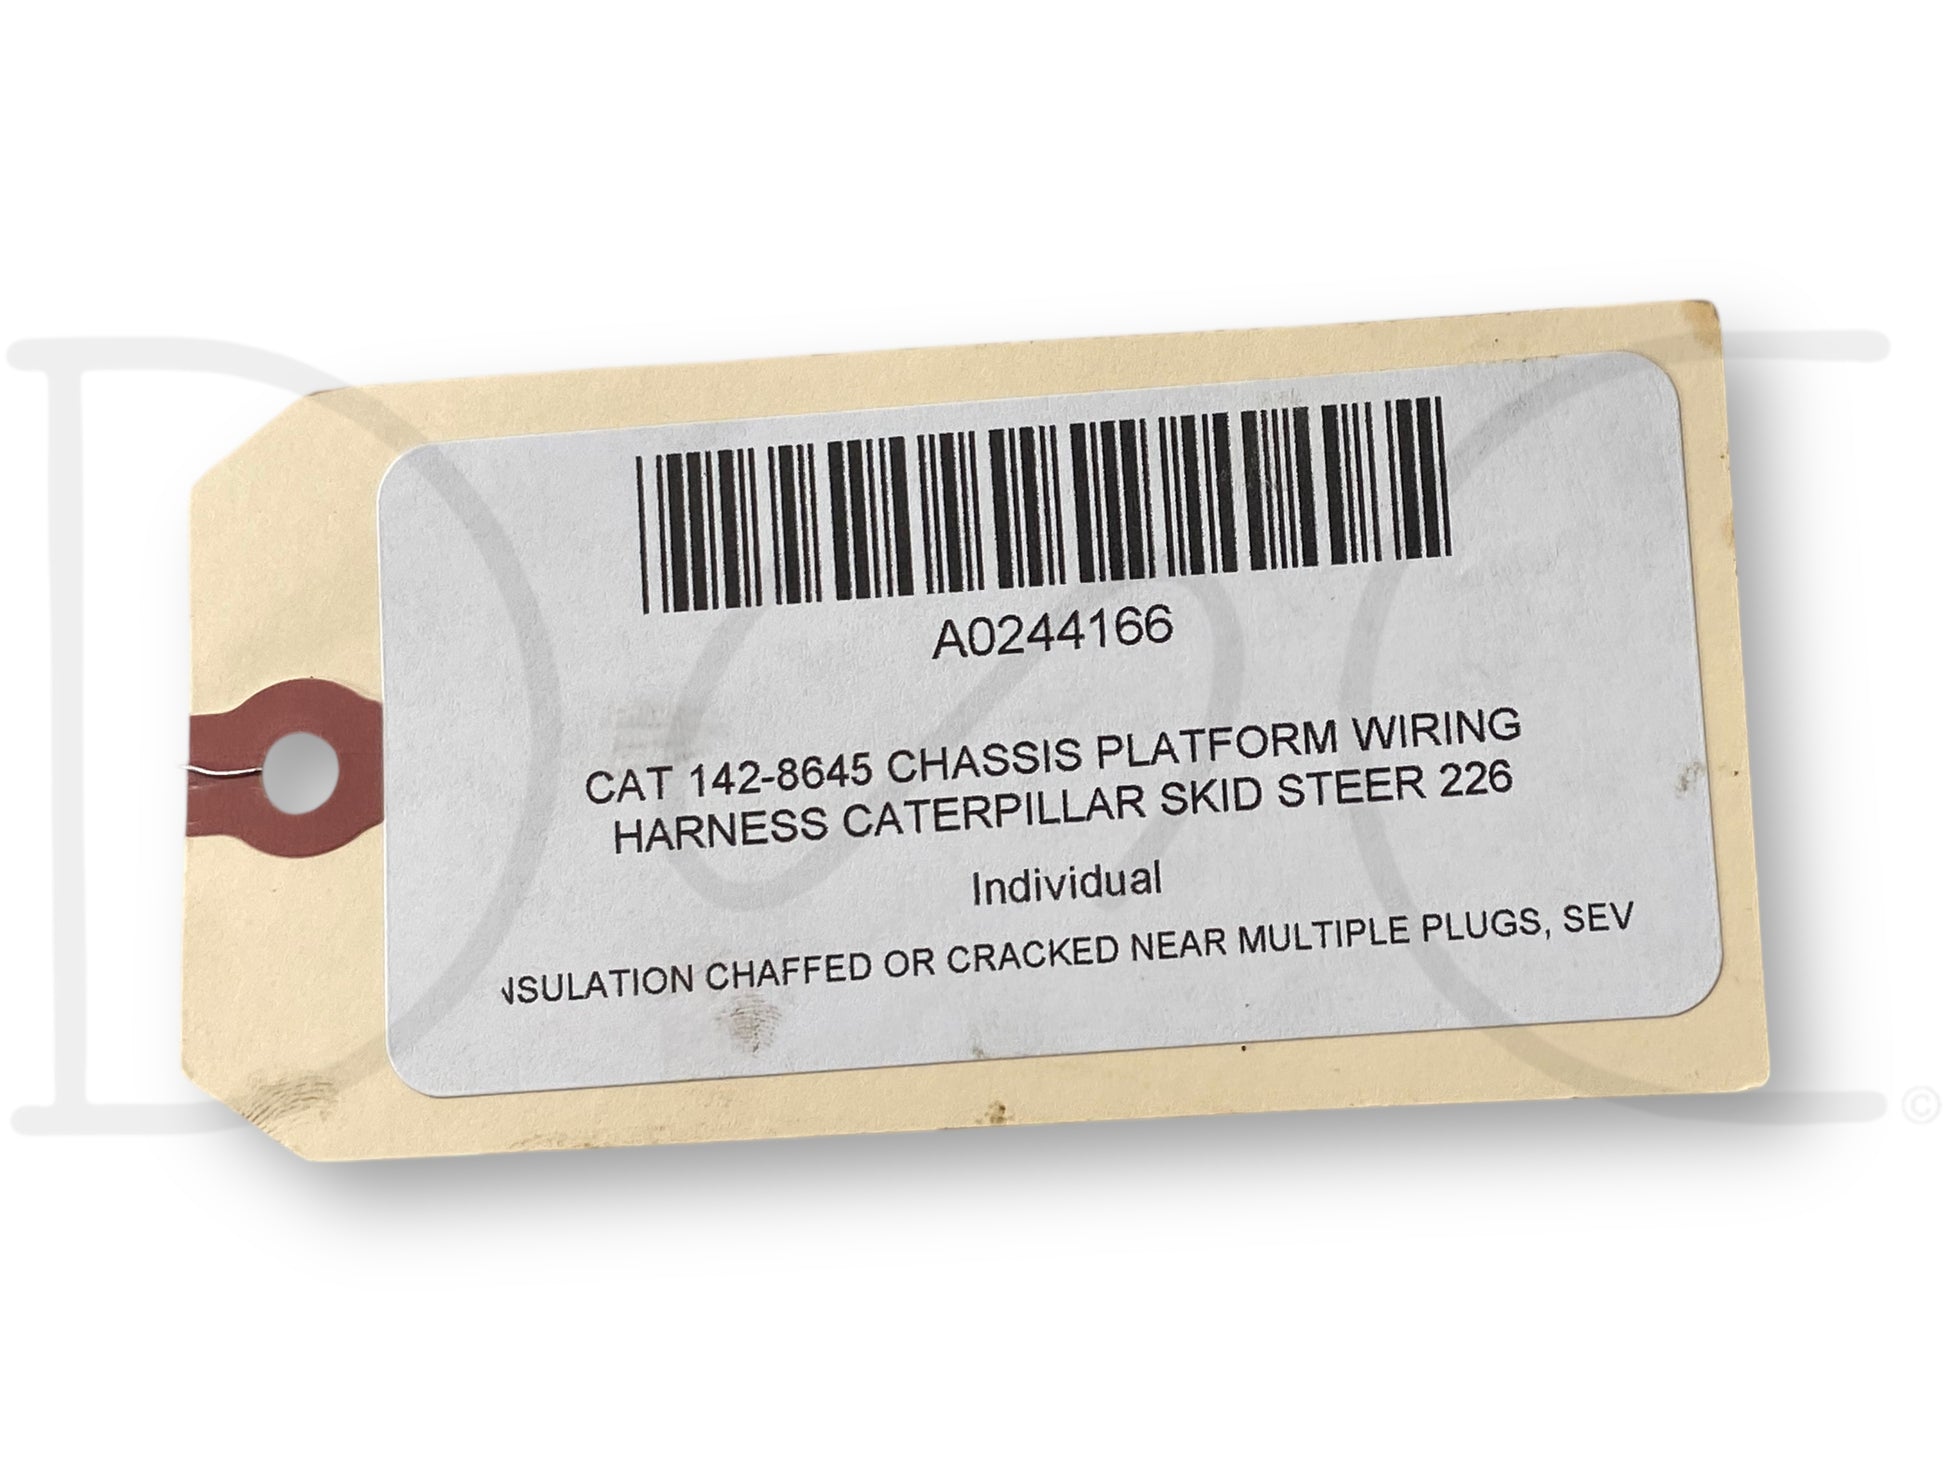 A0244166
CAT 142-8645 CHASSIS PLATFORM WIRING
HARNESS CATERPILLAR SKID STEER 226
Individual
NSULATION CHAFFED OR CRACKED NEAR MULTIPLE PLUGS, SEV
©